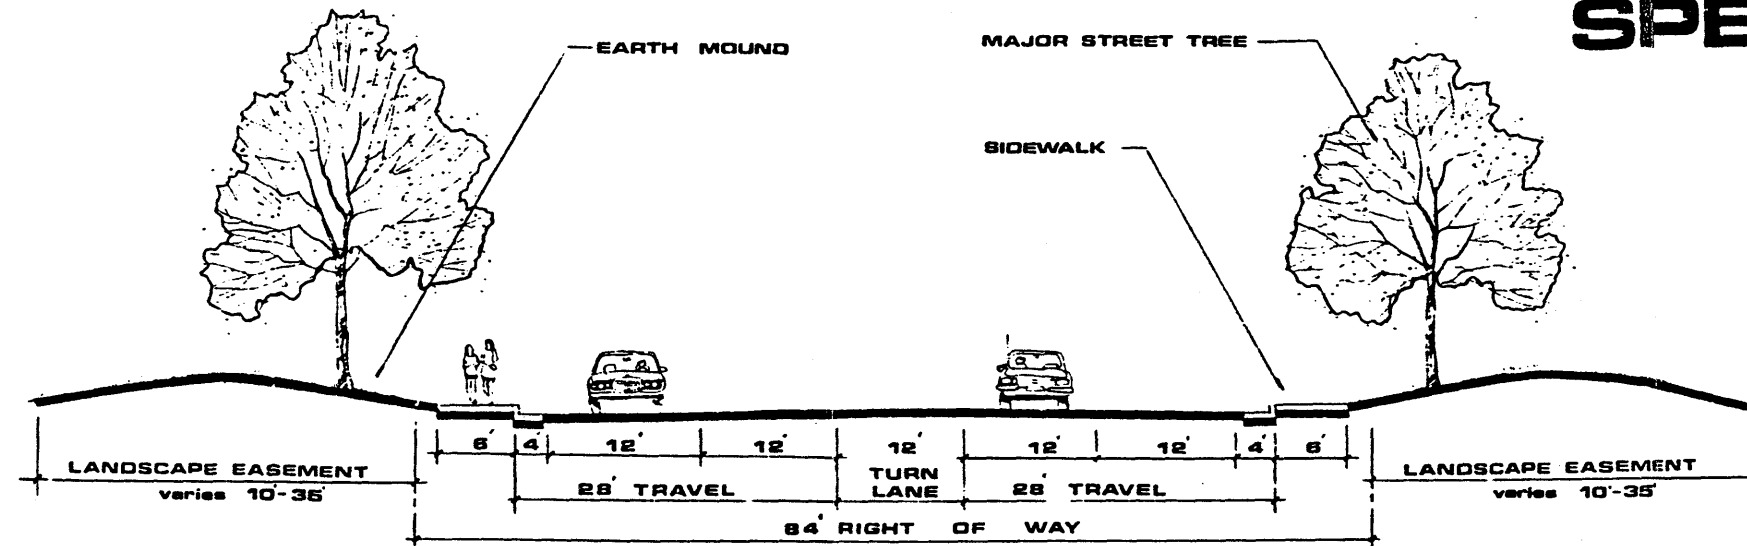 SPE
EARTH MOUND
MAJOR STREET TREE
SIDEWALK
6' 4' 12' 12' 12' 12' 12' 4' 6'
LANDSCAPE EASEMENT
varies 10'-35'
28' TRAVEL
TURN
LANE
28' TRAVEL
LANDSCAPE EASEMENT
varies 10'-35'
84' RIGHT OF WAY